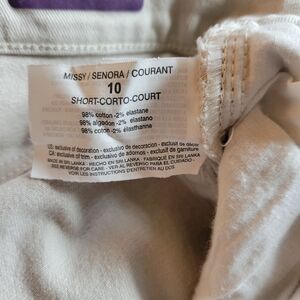 MISSY / SENORA / COURANT
10
SHORT-CORTO-COURT
98% cotton -2% elastane
98% algodon -2% elastano
98% coton -2% élasthanne
US: exclusive of decoration - exclusivo de decoración - exclusif de décor
EX: exclusive of trim - exclusivo de adornos - exclusif de garniture
MADE IN SRI LANKA - HECHO EN SRI LANKA - FABRIQUÉ EN SRI LANKA
SEE REVERSE FOR CARE - VER AL REVERSO PARA EL CUIDADO -
VOIR LES INSTRUCTIONS D'ENTRETIEN AU DOS